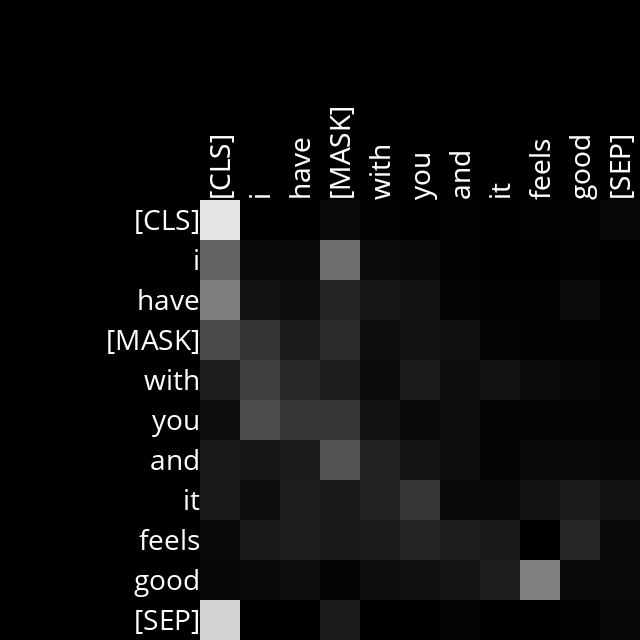 [CLS] i have [MASK] with you and it feels good [SEP]
[CLS]
i
have
[MASK]
with
you
and
it
feels
good
[SEP]